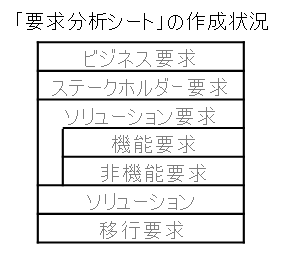 「要求分析シート」の作成状況
ビジネス要求
ステークホルダー要求
ソリューション要求
機能要求
非機能要求
ソリューション
移行要求